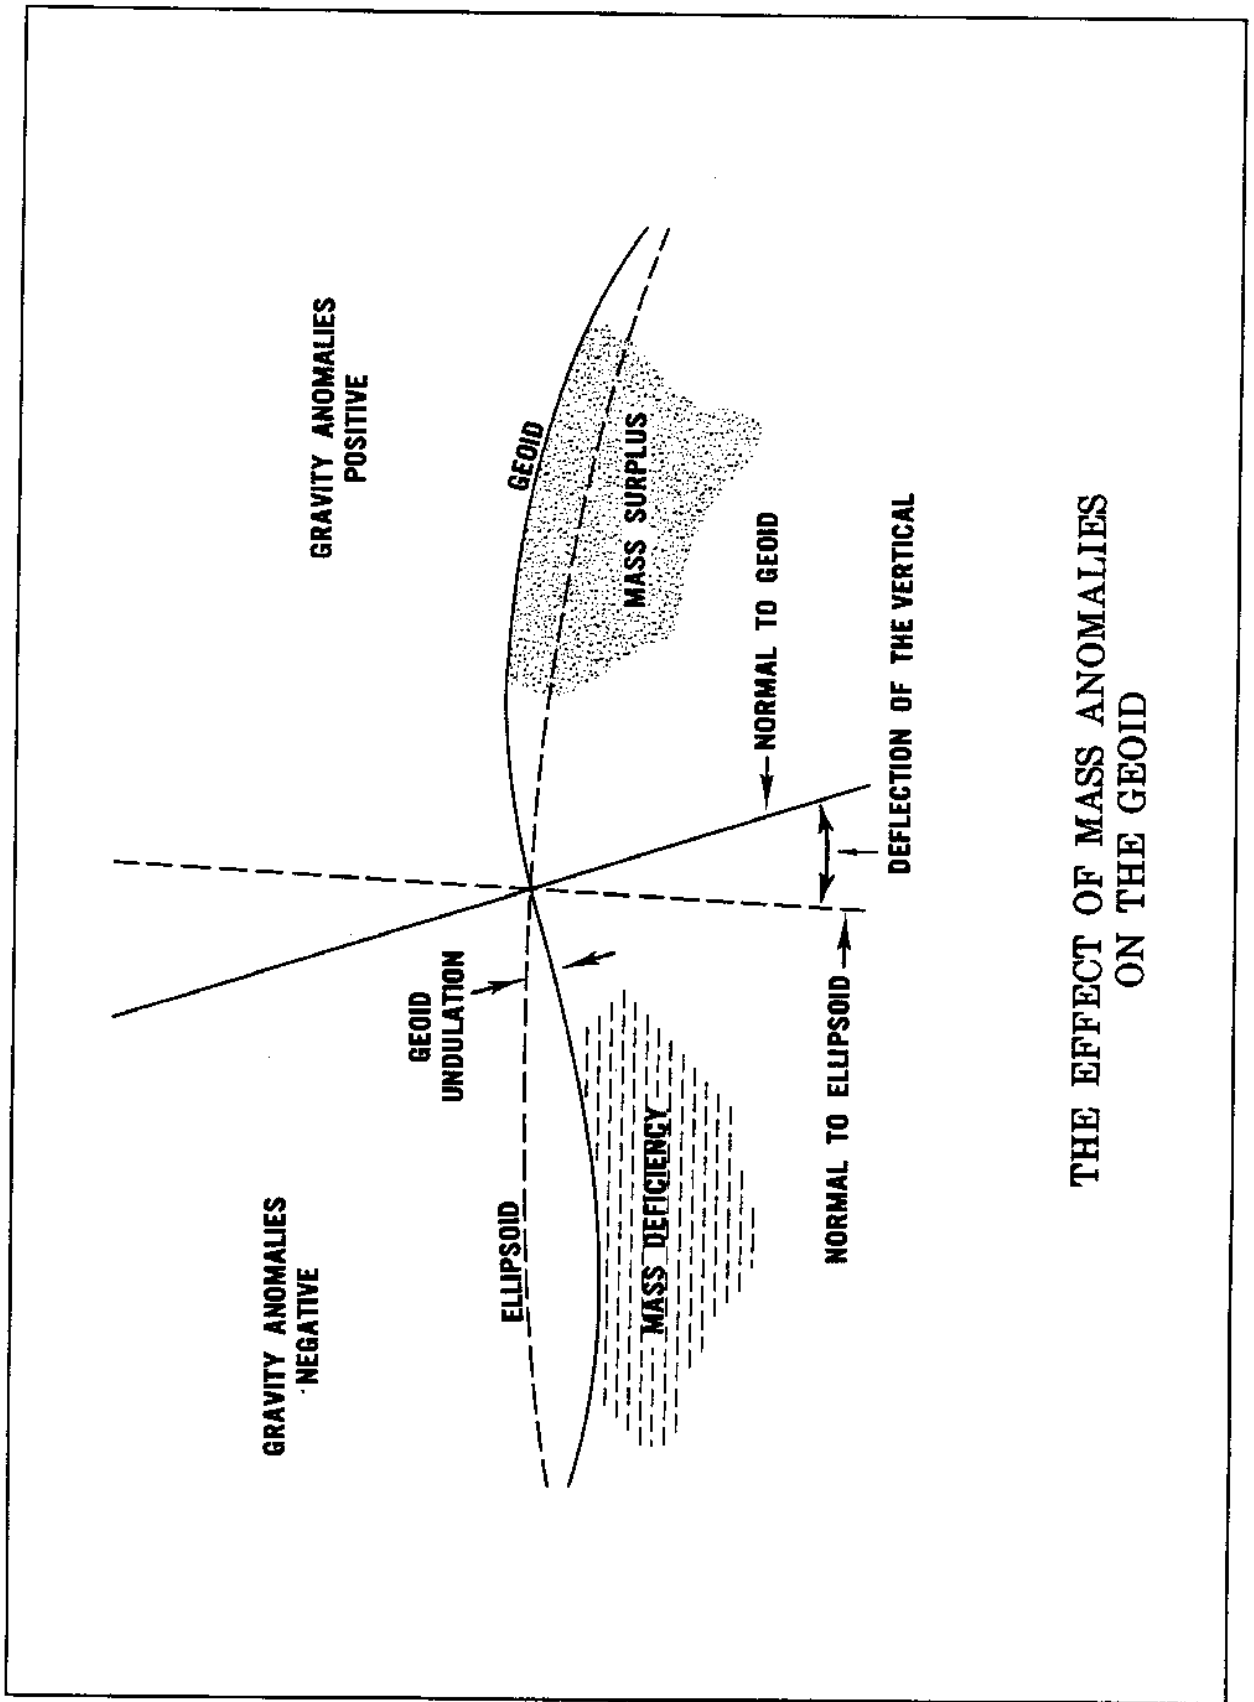 GRAVITY ANOMALIES
NEGATIVE
GRAVITY ANOMALIES
POSITIVE
GEOID
UNDULATION
ELLIPSOID
GEOID
MASS DEFICIENCY
MASS SURPLUS
NORMAL TO GEOID
NORMAL TO ELLIPSOID
DEFLECTION OF THE VERTICAL
THE EFFECT OF MASS ANOMALIES
ON THE GEOID